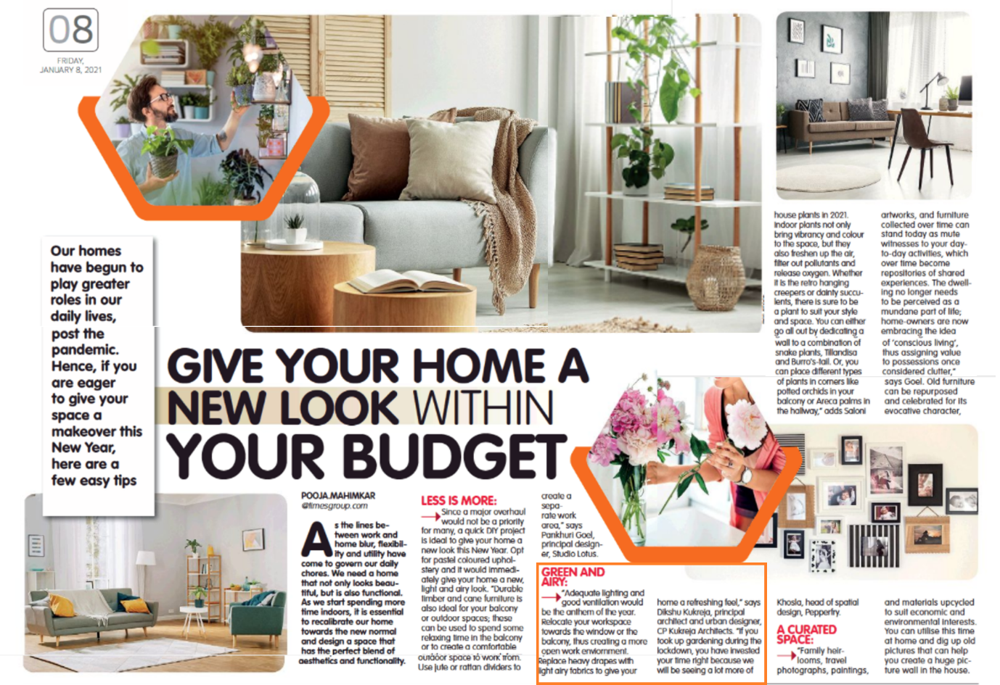 08
FRIDAY,
JANUARY 8, 2021
Our homes
have begun to
play greater
roles in our
daily lives,
post the
pandemic.
Hence, if you
are eager
to give your
space a
makeover this
New Year,
here are a
few easy tips
GIVE YOUR HOME A
NEW LOOK WITHIN
YOUR BUDGET
POOJA.MAHIMKAR
@timesgroup.com
As the lines be-
tween work and
home blur, flexibil-
ity and utility have
come to govern our daily
chores. We need a home
that not only looks beau-
tiful, but is also functional.
As we start spending more
time indoors, it is essential
to recalibrate our home
towards the new normal
and design a space that
has the perfect blend of
aesthetics and functionality.
LESS IS MORE:
Since a major overhaul
would not be a priority
for many, a quick DIY project
is ideal to give your home a
new look this New Year. Opt
for pastel coloured uphol-
stery and it would immedi-
ately give your home a new,
light and airy look. "Durable
timber and cane furniture is
also ideal for your balcony
or outdoor spaces; these
can be used to spend some
relaxing time in the balcony
or to create a comfortable
outdoor space to work from.
Use jute or rattan dividers to
create a
sepa-
rate work
area," says
Pankhuri Goel,
principal design-
er, Studio Lotus.
GREEN AND
AIRY:
"Adequate lighting and
good ventilation would
be the anthem of the year.
Relocate your workspace
towards the window or the
balcony, thus creating a more
open work enviornment.
Replace heavy drapes with
light airy fabrics to give your
home a refreshing feel," says
Dikshu Kukreja, principal
architect and urban designer,
CP Kukreja Architects. "If you
took up gardening during the
lockdown, you have invested
your time right because we
will be seeing a lot more of
house plants in 2021.
Indoor plants not only
bring vibrancy and colour
to the space, but they
also freshen up the air,
filter out pollutants and
release oxygen. Whether
it is the retro hanging
creepers or dainty succu-
lents, there is sure to be
a plant to suit your style
and space. You can either
go all out by dedicating a
wall to a combination of
snake plants, Tillandisa
and Burro's-tail. Or, you
can place different types
of plants in corners like
potted orchids in your
balcony or Areca palms in
the hallway," adds Saloni
Khosla, head of spatial
design, Pepperfry.
A CURATED
SPACE:
"Family heir-
looms, travel
photographs, paintings,
artworks, and furniture
collected over time can
stand today as mute
witnesses to your day-
to-day activities, which
over time become
repositories of shared
experiences. The dwell-
ing no longer needs
to be perceived as a
mundane part of life;
home-owners are now
embracing the idea
of 'conscious living',
thus assigning value
to possessions once
considered clutter,"
says Goel. Old furniture
can be repurposed
and celebrated for its
evocative character,
and materials upcycled
to suit economic and
environmental interests.
You can utilise this time
at home and dig up old
pictures that can help
you create a huge pic-
ture wall in the house.